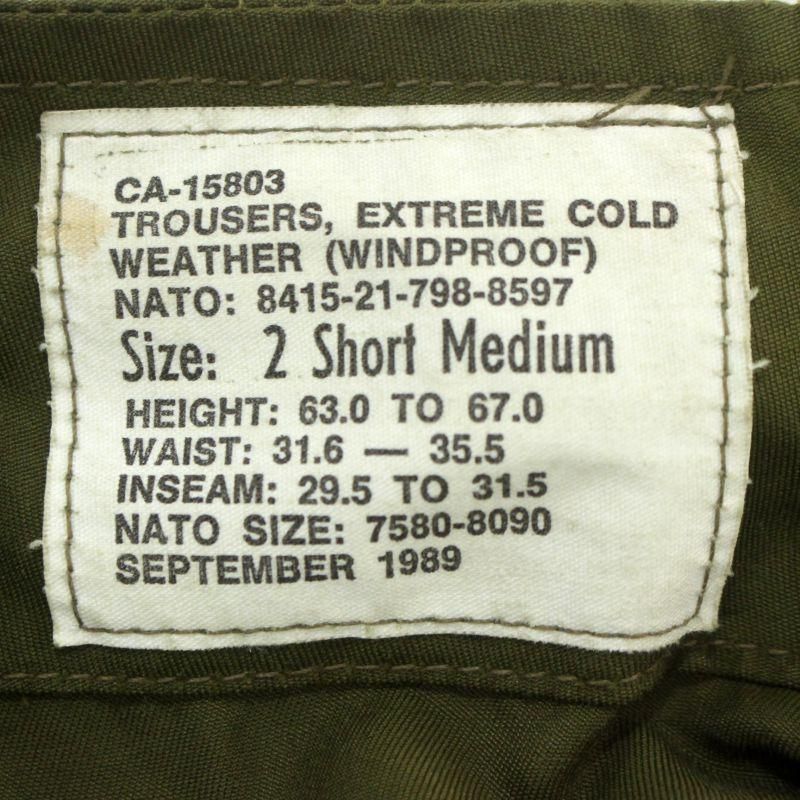 CA-15803
TROUSERS, EXTREME COLD
WEATHER (WINDPROOF)
NATO: 8415-21-798-8597
Size: 2 Short Medium
HEIGHT: 63.0 TO 67.0
WAIST: 31.6 — 35.5
INSEAM: 29.5 TO 31.5
NATO SIZE: 7580-8090
SEPTEMBER 1989